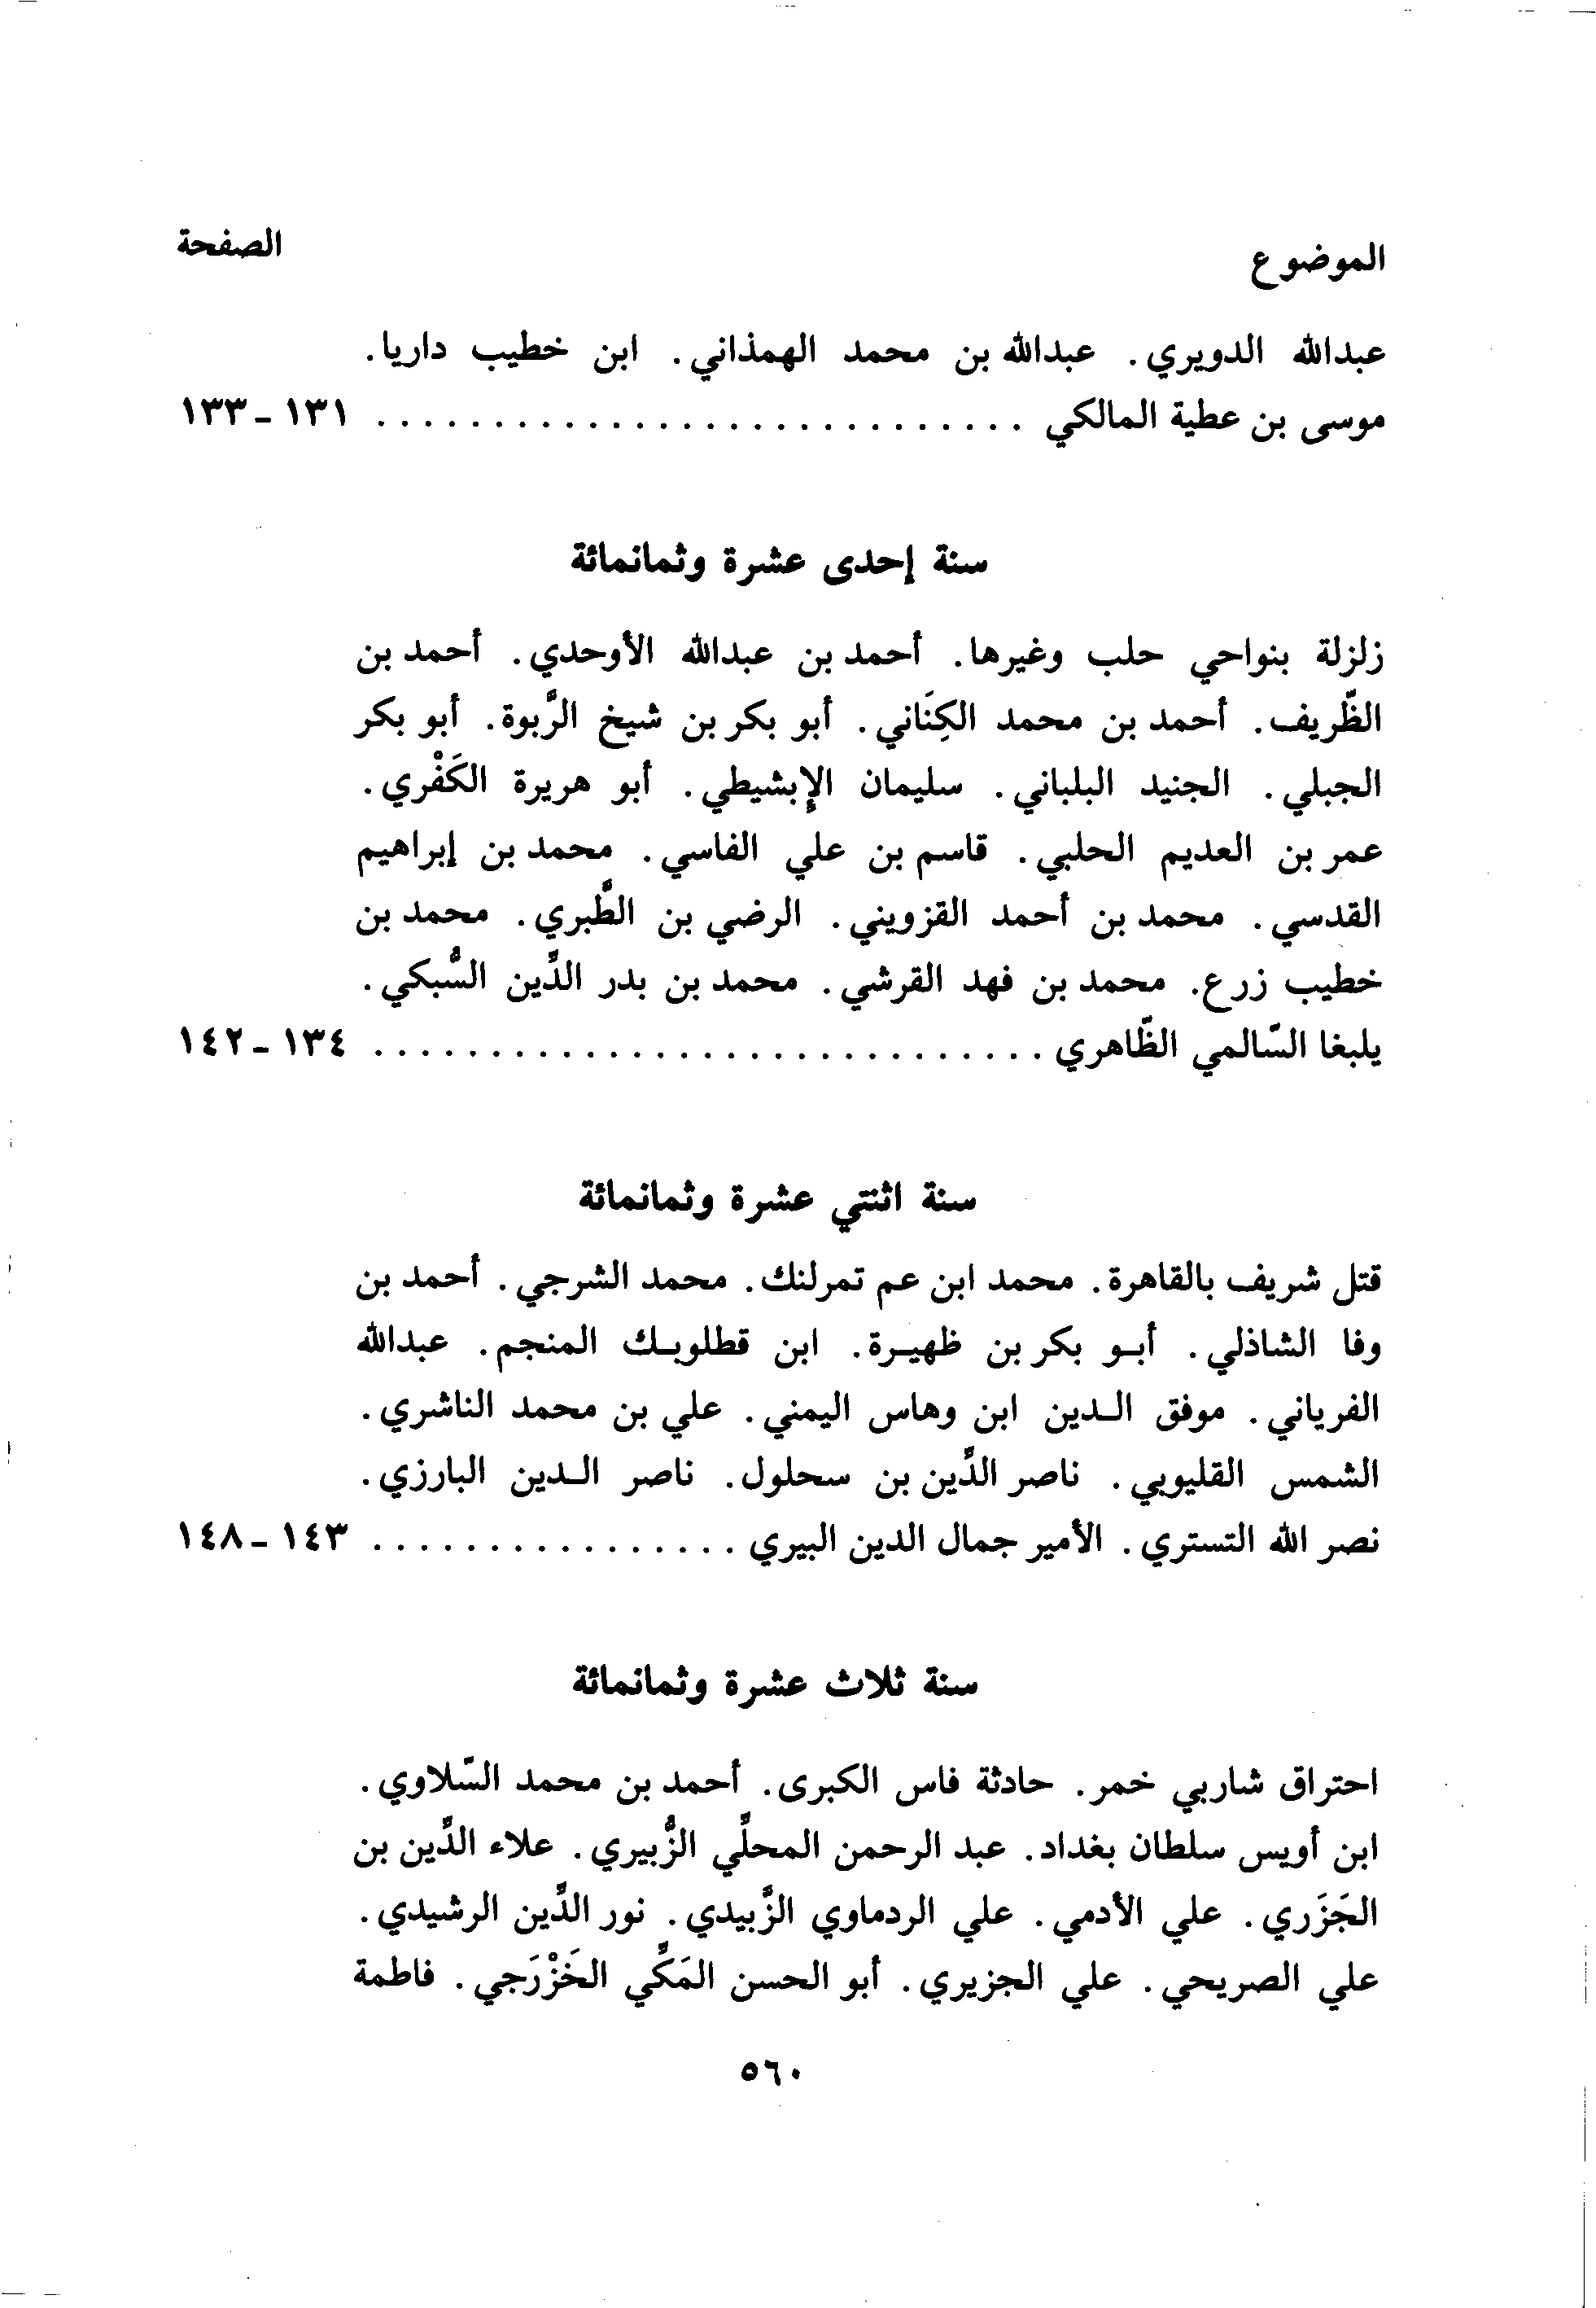 الموضوع الصفحة
عبدالله الدويري. عبدالله بن محمد الهمذاني. ابن خطيب داريا.
موسى بن عطية المالكي . . . . . . . . . . . . . . . . . . . . . . . . . . . . ١٣١ - ١٣٣
سنة إحدى عشرة وثمانمائة
زلزلة بنواحي حلب وغيرها. أحمد بن عبدالله الأوحدي. أحمد بن
الظّريف. أحمد بن محمد الكِنَاني. أبو بكر بن شيخ الرَّبوة. أبو بكر
الجبلي. الجنيد البلباني. سليمان الإبشيطي. أبو هريرة الكَفْري.
عمر بن العديم الحلبي. قاسم بن علي الفاسي. محمد بن إبراهيم
القدسي. محمد بن أحمد القزويني. الرضي بن الطَّبري. محمد بن
خطيب زرع. محمد بن فهد القرشي. محمد بن بدر الدِّين السُّبكي.
يلبغا السّالمي الظّاهري . . . . . . . . . . . . . . . . . . . . . . . . . . . . . ١٣٤ - ١٤٢
سنة اثنتي عشرة وثمانمائة
قتل شريف بالقاهرة. محمد ابن عم تمرلنك. محمد الشرجي. أحمد بن
وفا الشاذلي. أبـو بكر بن ظهيـرة. ابن قطلوبـك المنجم. عبدالله
الفرياني. موفق الـدين ابن وهاس اليمني. علي بن محمد الناشري.
الشمس القليوبي. ناصر الدِّين بن سحلول. ناصر الـدين البارزي.
نصر الله التستري. الأمير جمال الدين البيري . . . . . . . . . . . . . . . . ١٤٣ - ١٤٨
سنة ثلاث عشرة وثمانمائة
احتراق شاربي خمر. حادثة فاس الكبرى. أحمد بن محمد السّلاوي.
ابن أويس سلطان بغداد. عبد الرحمن المحلِّي الزُّبيري. علاء الدِّين بن
الجَزَري. علي الأدمي. علي الردماوي الزَّبيدي. نور الدِّين الرشيدي.
علي الصريحي. علي الجزيري. أبو الحسن المَكِّي الخَزْرَجي. فاطمة
٥٦٠